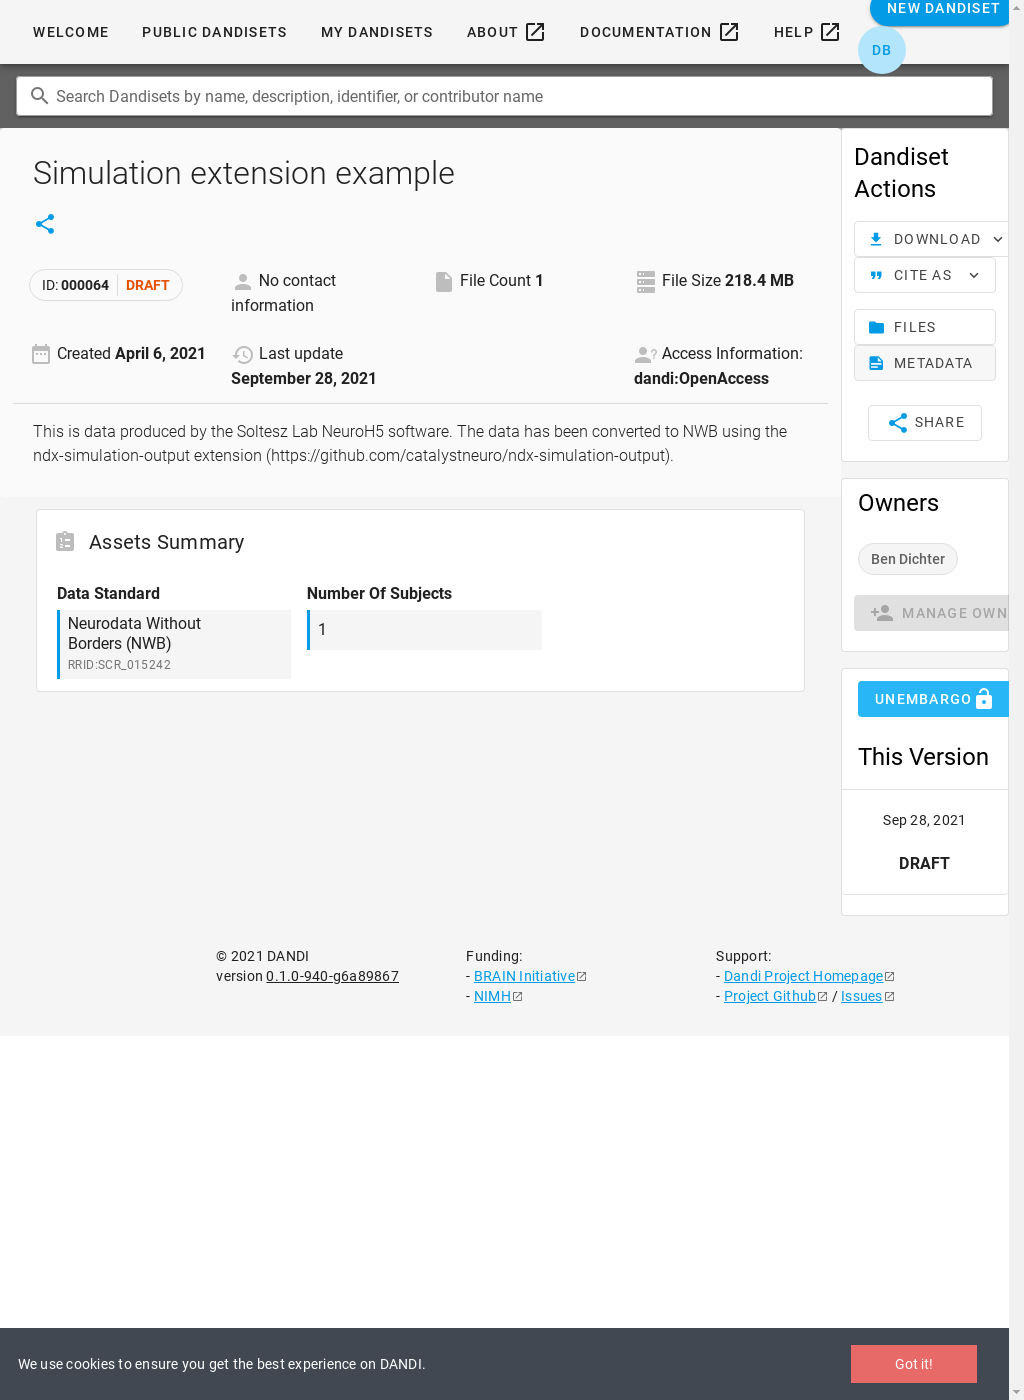 WELCOME
PUBLIC DANDISETS
MY DANDISETS
ABOUT
DOCUMENTATION
HELP
NEW DANDISET
DB
Search Dandisets by name, description, identifier, or contributor name
Simulation extension example
ID: 000064 DRAFT
No contact
information
File Count 1
File Size 218.4 MB
Created April 6, 2021
Last update
September 28, 2021
Access Information:
dandi:OpenAccess
This is data produced by the Soltesz Lab NeuroH5 software. The data has been converted to NWB using the
ndx-simulation-output extension (https://github.com/catalystneuro/ndx-simulation-output).
Assets Summary
Data Standard
Neurodata Without
Borders (NWB)
RRID:SCR_015242
Number Of Subjects
1
Dandiset
Actions
DOWNLOAD
CITE AS
FILES
METADATA
SHARE
Owners
Ben Dichter
MANAGE OWN
UNEMBARGO
This Version
Sep 28, 2021
DRAFT
© 2021 DANDI
version 0.1.0-940-g6a89867
Funding:
- BRAIN Initiative
- NIMH
Support:
- Dandi Project Homepage
- Project Github / Issues
We use cookies to ensure you get the best experience on DANDI.
Got it!